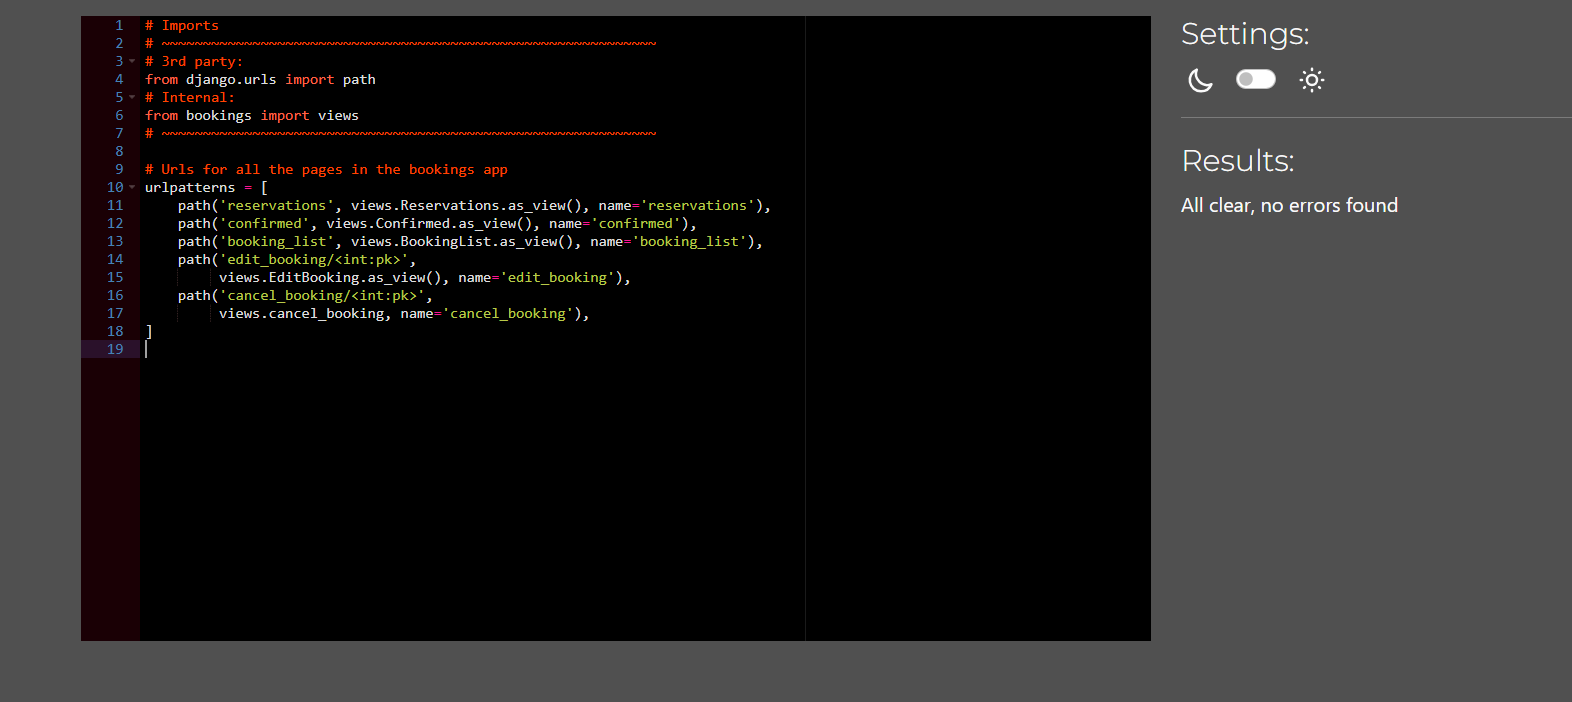 1 # Imports
2 # ~~~~~~~~~~~~~~~~~~~~~~~~~~~~~~~~~~~~~~~~~~~~~~~~~~~~~~~~~~~~
3 # 3rd party:
4 from django.urls import path
5 # Internal:
6 from bookings import views
7 # ~~~~~~~~~~~~~~~~~~~~~~~~~~~~~~~~~~~~~~~~~~~~~~~~~~~~~~~~~~~~
8
9 # Urls for all the pages in the bookings app
10 urlpatterns = [
11     path('reservations', views.Reservations.as_view(), name='reservations'),
12     path('confirmed', views.Confirmed.as_view(), name='confirmed'),
13     path('booking_list', views.BookingList.as_view(), name='booking_list'),
14     path('edit_booking/<int:pk>',
15          views.EditBooking.as_view(), name='edit_booking'),
16     path('cancel_booking/<int:pk>',
17          views.cancel_booking, name='cancel_booking'),
18 ]
19
Settings:
Results:
All clear, no errors found